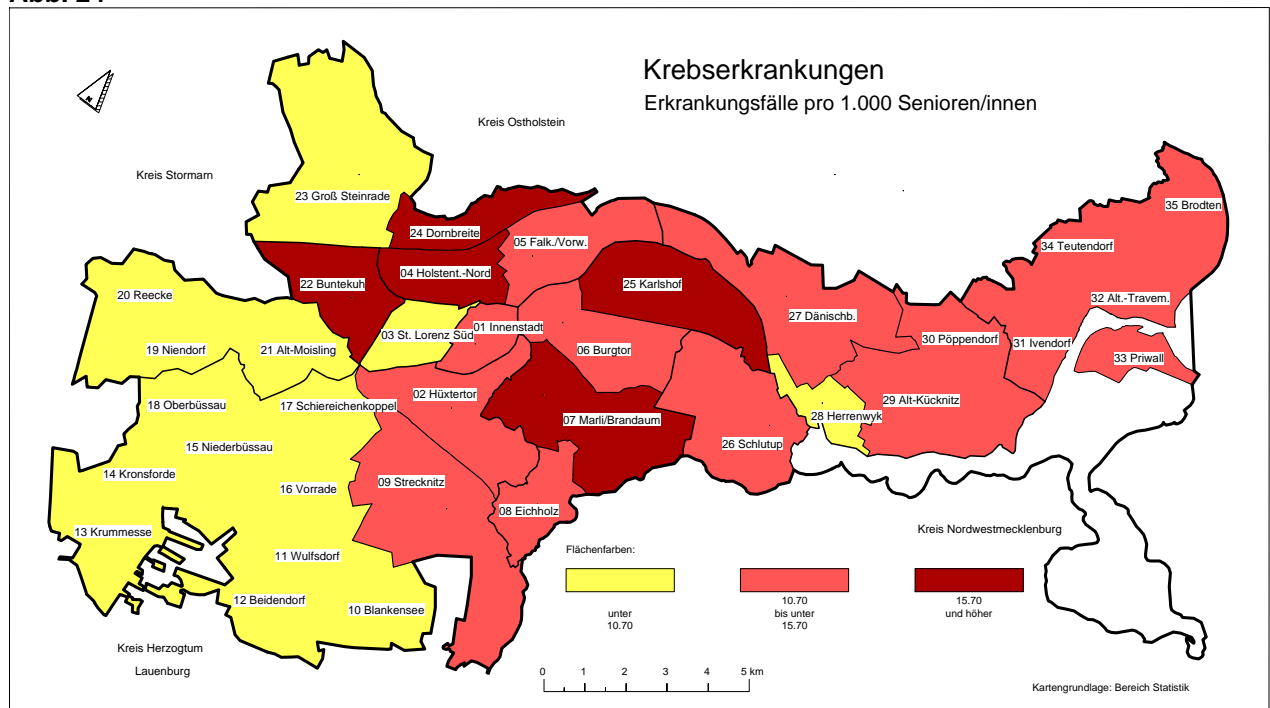 Abb. 24
Krebserkrankungen
Erkrankungsfälle pro 1.000 Senioren/innen
N
Kreis Ostholstein
Kreis Stormarn
23 Groß Steinrade
24 Dornbreite
05 Falk./Vorw.
04 Holstent.-Nord
22 Buntekuh
25 Karlshof
20 Reecke
03 St. Lorenz Süd
01 Innenstadt
19 Niendorf
21 Alt-Moisling
06 Burgtor
27 Dänischb.
35 Brodten
34 Teutendorf
32 Alt.-Travem.
30 Pöppendorf
31 Ivendorf
33 Priwall
18 Oberbüssau
17 Schiereichenkoppel
02 Hüxtertor
29 Alt-Kücknitz
28 Herrenwyk
07 Marli/Brandaum
26 Schlutup
15 Niederbüssau
14 Kronsforde
16 Vorrade
09 Strecknitz
08 Eichholz
13 Krummesse
11 Wulfsdorf
12 Beidendorf
10 Blankensee
Kreis Nordwestmecklenburg
Kreis Herzogtum
Lauenburg
Flächenfarben:
unter
10.70
10.70
bis unter
15.70
15.70
und höher
0 1 2 3 4 5 km
Kartengrundlage: Bereich Statistik